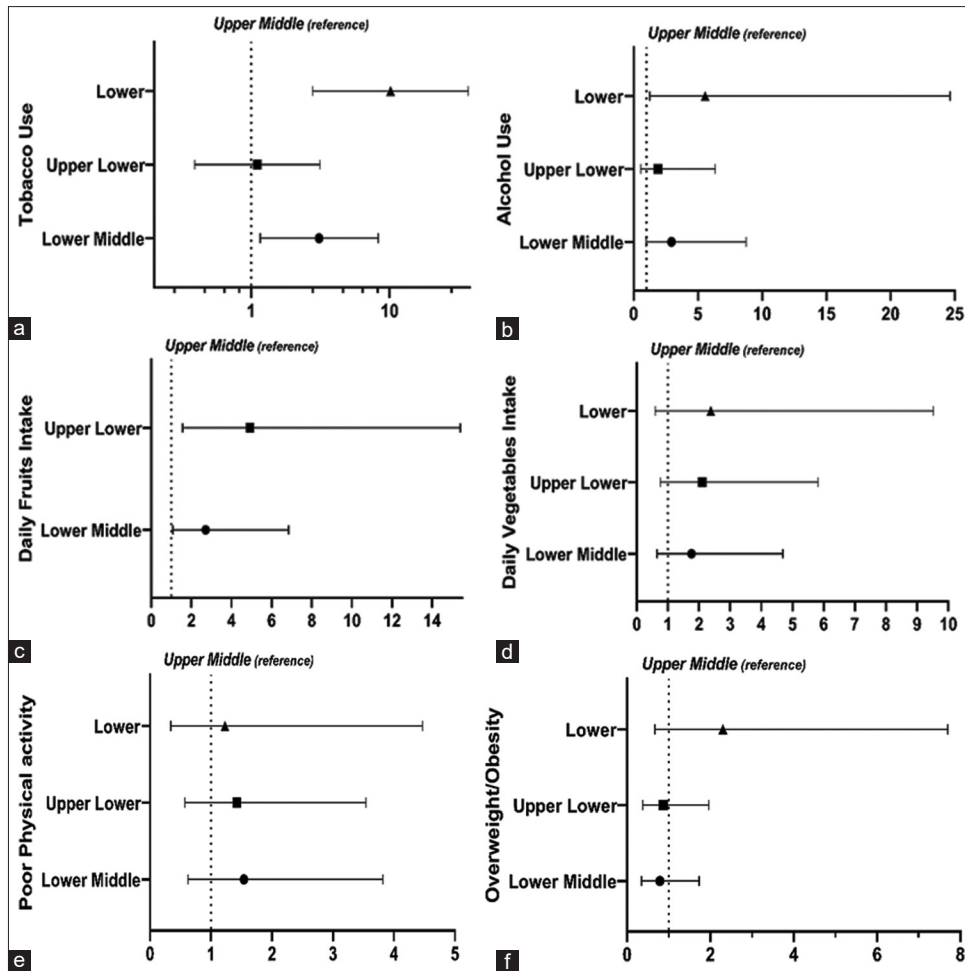 Upper Middle (reference)
Tobacco Use
Lower
Upper Lower
Lower Middle
1 10
a
Upper Middle (reference)
Alcohol Use
Lower
Upper Lower
Lower Middle
0 5 10 15 20 25
b
Upper Middle (reference)
Daily Fruits Intake
Upper Lower
Lower Middle
0 2 4 6 8 10 12 14
c
Upper Middle (reference)
Daily Vegetables Intake
Lower
Upper Lower
Lower Middle
0 1 2 3 4 5 6 7 8 9 10
d
Upper Middle (reference)
Poor Physical activity
Lower
Upper Lower
Lower Middle
0 1 2 3 4 5
e
Upper Middle (reference)
Overweight/Obesity
Lower
Upper Lower
Lower Middle
0 2 4 6 8
f